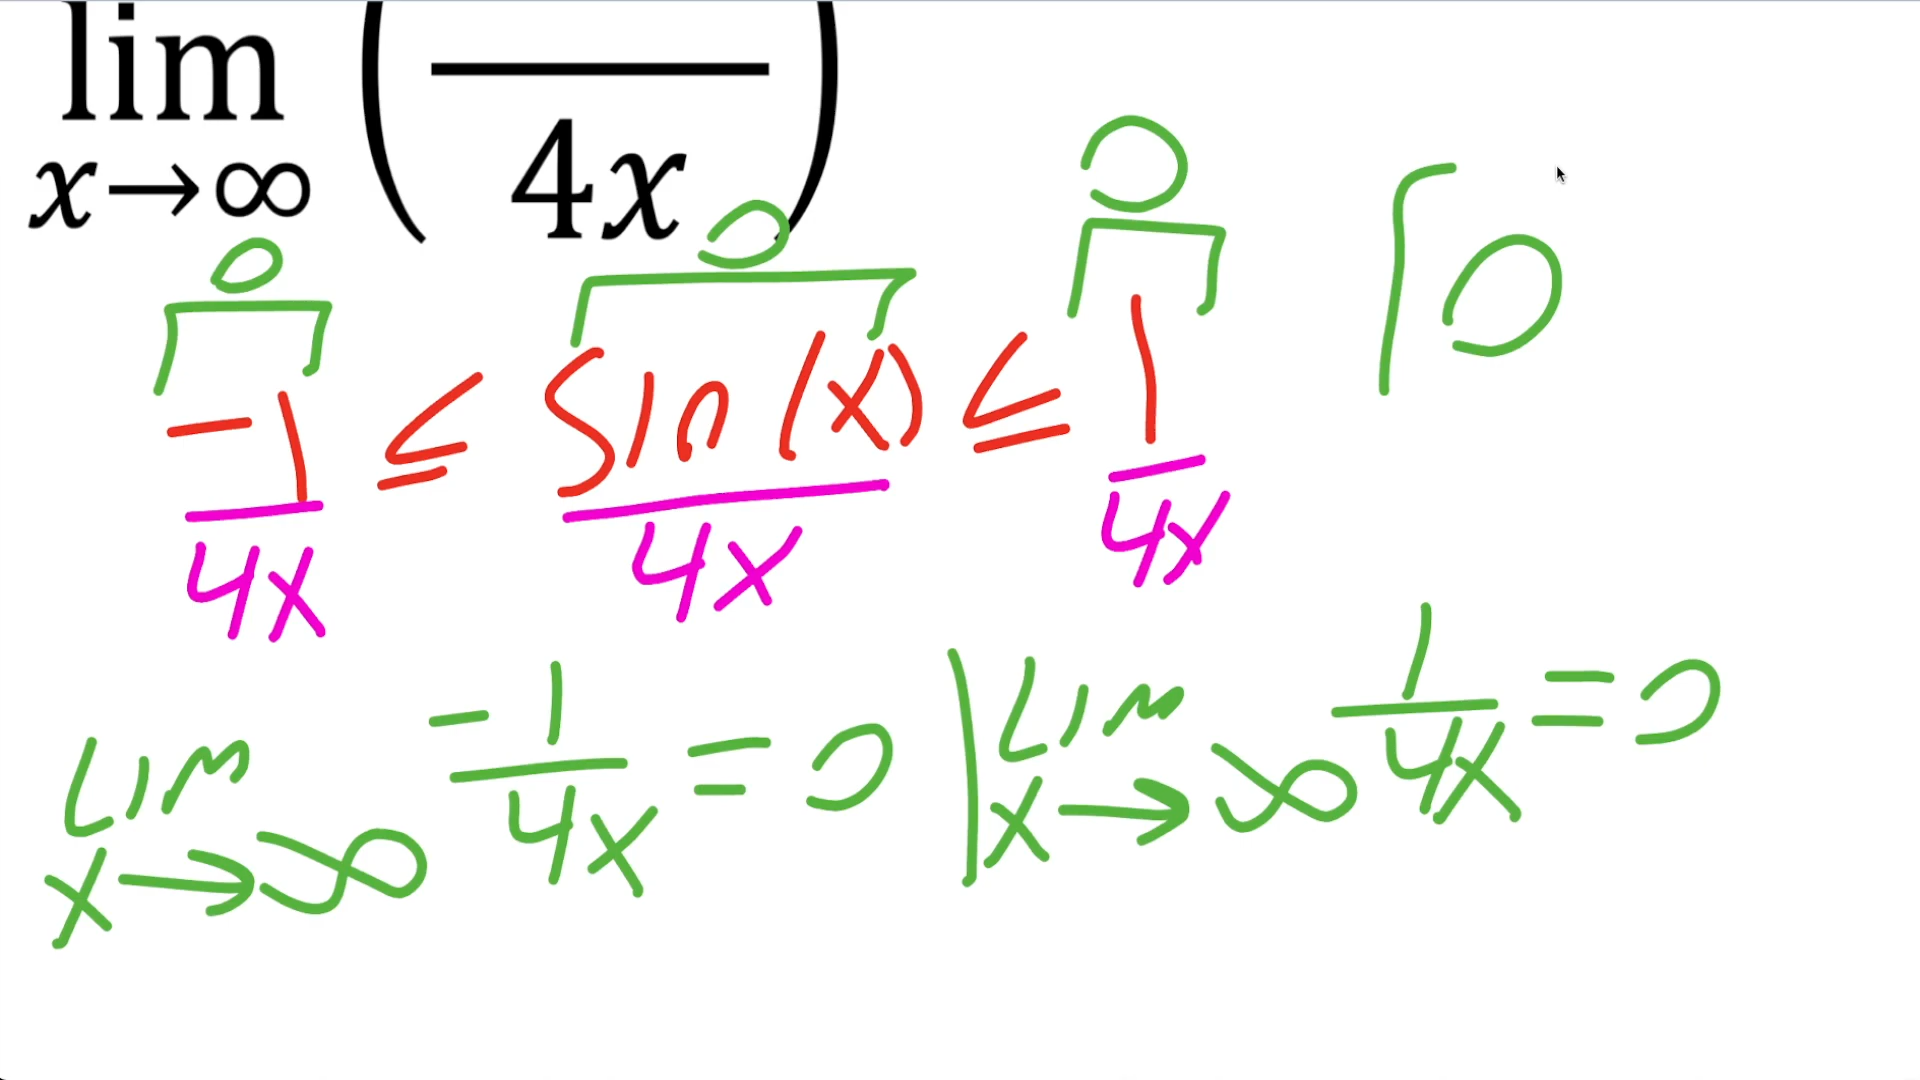 lim ( ─── )
x→∞ 4x
0 0 0
-1 ≤ sin(x) ≤ 1 0
4x 4x 4x
Lim -1/4x = 0 | Lim 1/4x = 0
x→∞ x→∞